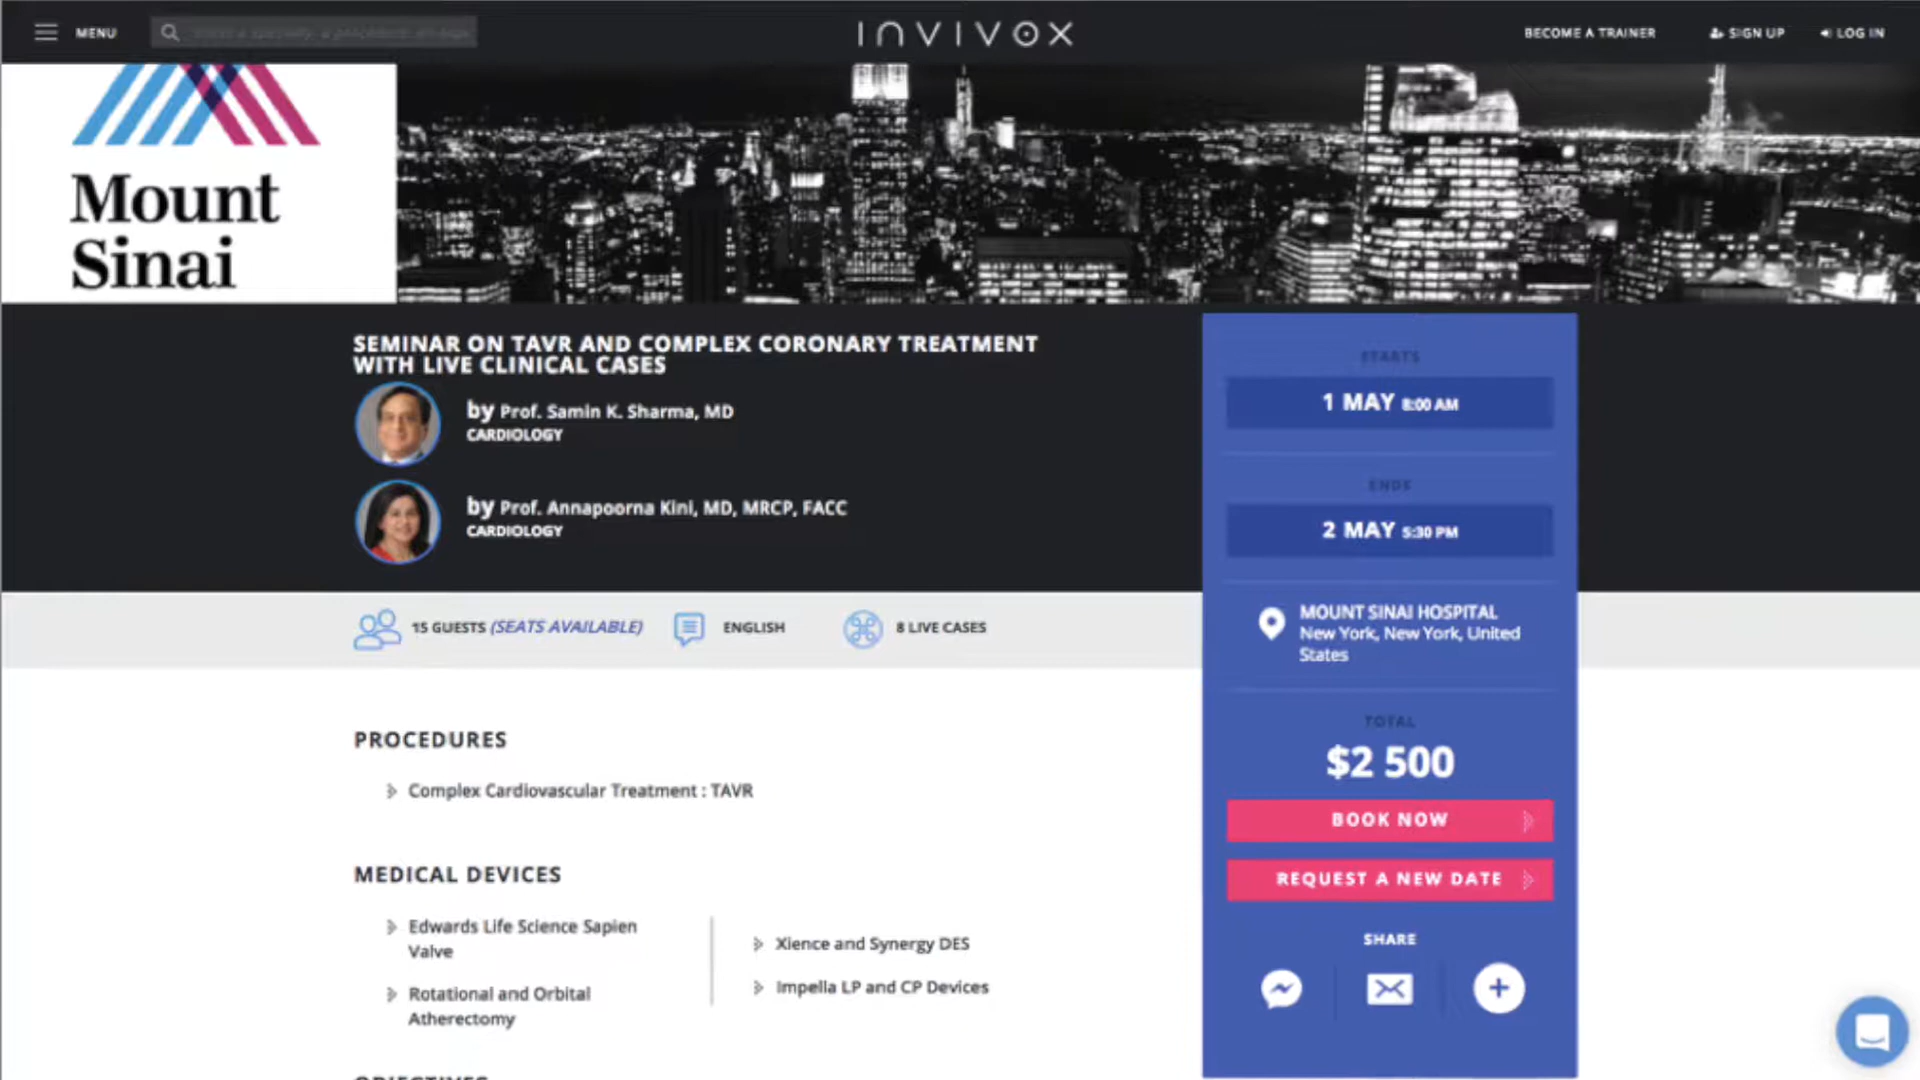 MENU
INVIVOX
BECOME A TRAINER
SIGN UP
LOG IN
Mount
Sinai
SEMINAR ON TAVR AND COMPLEX CORONARY TREATMENT
WITH LIVE CLINICAL CASES
by Prof. Samin K. Sharma, MD
CARDIOLOGY
by Prof. Annapoorna Kini, MD, MRCP, FACC
CARDIOLOGY
15 GUESTS (SEATS AVAILABLE)
ENGLISH
8 LIVE CASES
PROCEDURES
Complex Cardiovascular Treatment : TAVR
MEDICAL DEVICES
Edwards Life Science Sapien
Valve
Rotational and Orbital
Atherectomy
Xience and Synergy DES
Impella LP and CP Devices
OBJECTIVES
STARTS
1 MAY 8:00 AM
ENDS
2 MAY 5:30 PM
MOUNT SINAI HOSPITAL
New York, New York, United
States
TOTAL
$2 500
BOOK NOW
REQUEST A NEW DATE
SHARE